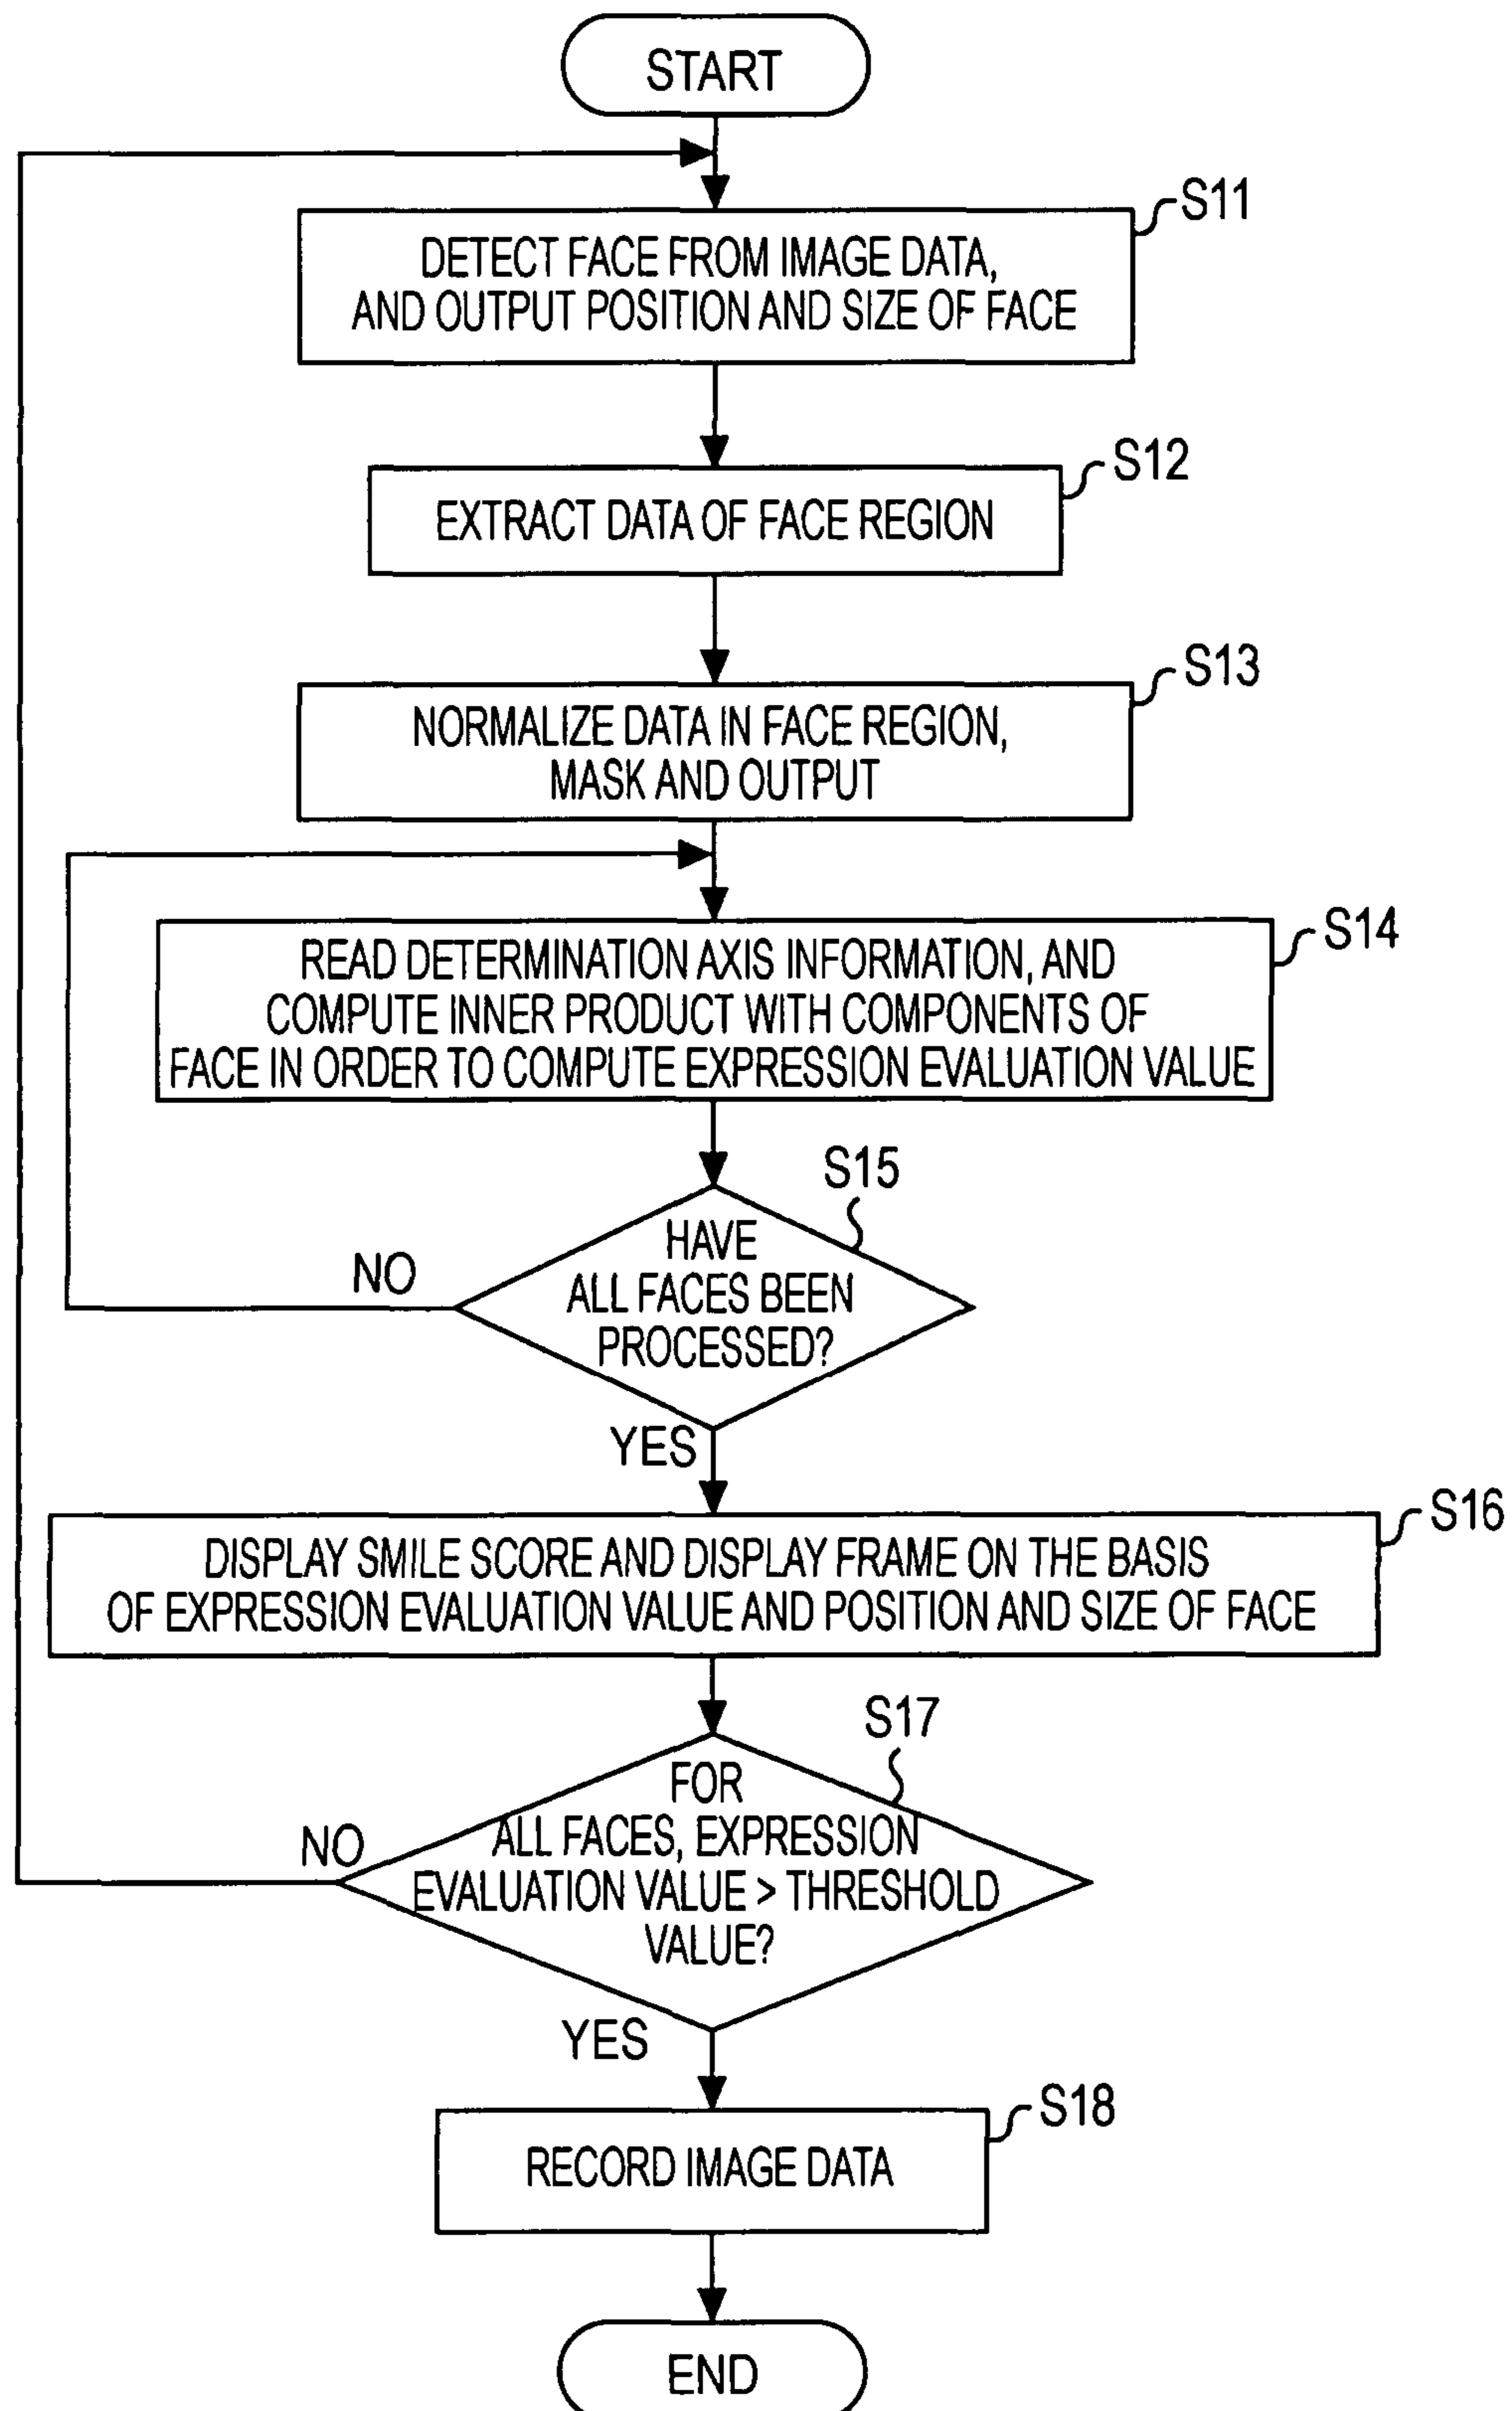 START
S11
DETECT FACE FROM IMAGE DATA,
AND OUTPUT POSITION AND SIZE OF FACE
S12
EXTRACT DATA OF FACE REGION
S13
NORMALIZE DATA IN FACE REGION,
MASK AND OUTPUT
S14
READ DETERMINATION AXIS INFORMATION, AND
COMPUTE INNER PRODUCT WITH COMPONENTS OF
FACE IN ORDER TO COMPUTE EXPRESSION EVALUATION VALUE
S15
HAVE
ALL FACES BEEN
PROCESSED?
NO
YES
S16
DISPLAY SMILE SCORE AND DISPLAY FRAME ON THE BASIS
OF EXPRESSION EVALUATION VALUE AND POSITION AND SIZE OF FACE
S17
FOR
ALL FACES, EXPRESSION
EVALUATION VALUE > THRESHOLD
VALUE?
NO
YES
S18
RECORD IMAGE DATA
END